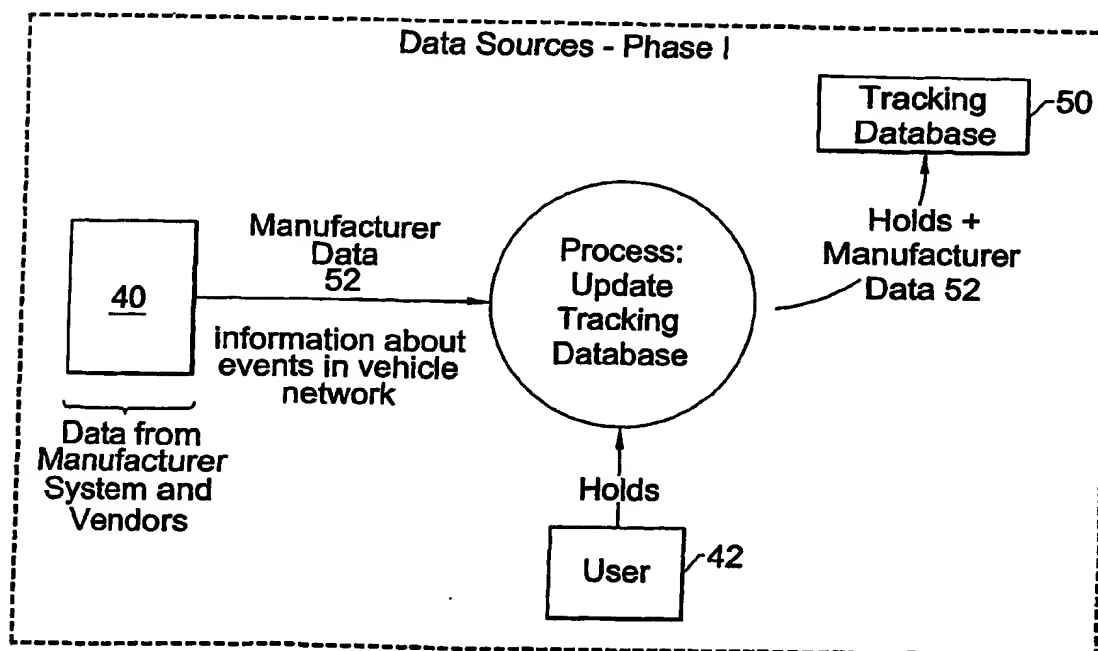 Data Sources - Phase I
Tracking
Database
50
Holds +
Manufacturer
Data 52
Manufacturer
Data
52
40
information about
events in vehicle
network
Process:
Update
Tracking
Database
Data from
Manufacturer
System and
Vendors
Holds
User
42